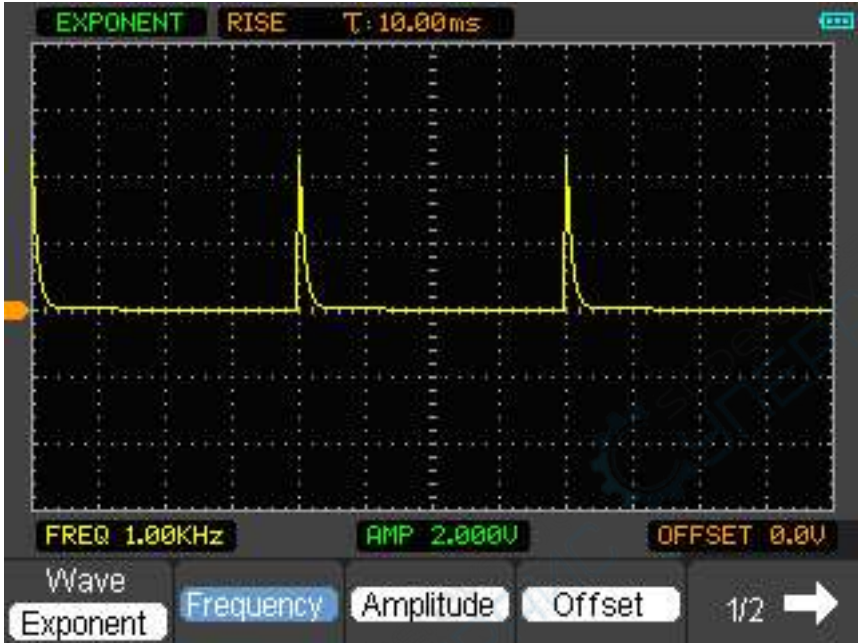 EXPONENT RISE τ:10.00ms
FREQ 1.00KHz AMP 2.000V OFFSET 0.0V
Wave
Exponent Frequency Amplitude Offset 1/2